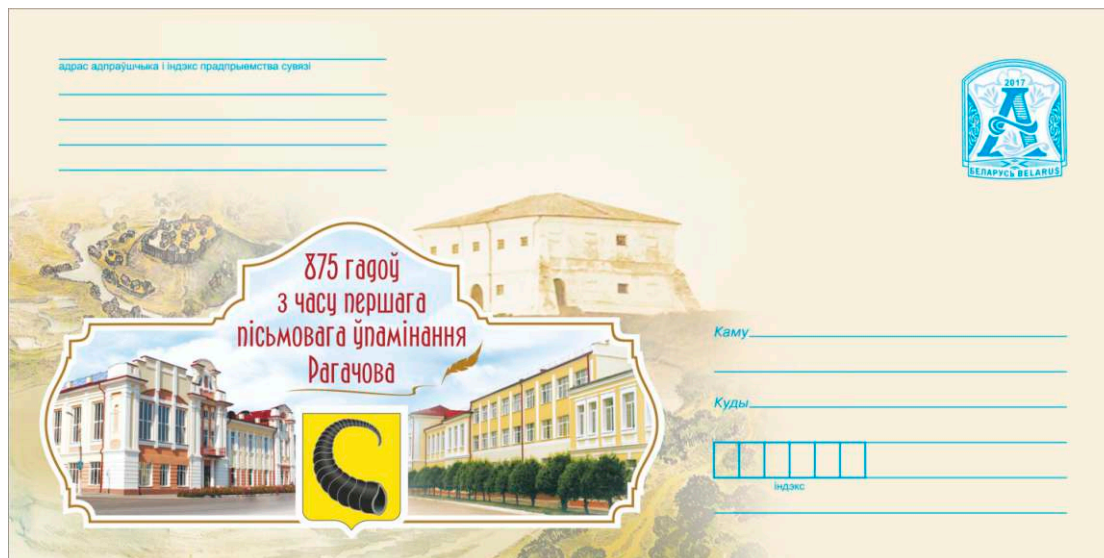 адрас адпраўшчыка і індэкс прадпрыемства сувязі
2017
А
БЕЛАРУСЬ BELARUS
875 гадоў
з часу першага
пісьмовага ўпамінання
Рагачова
Каму
Куды
індэкс